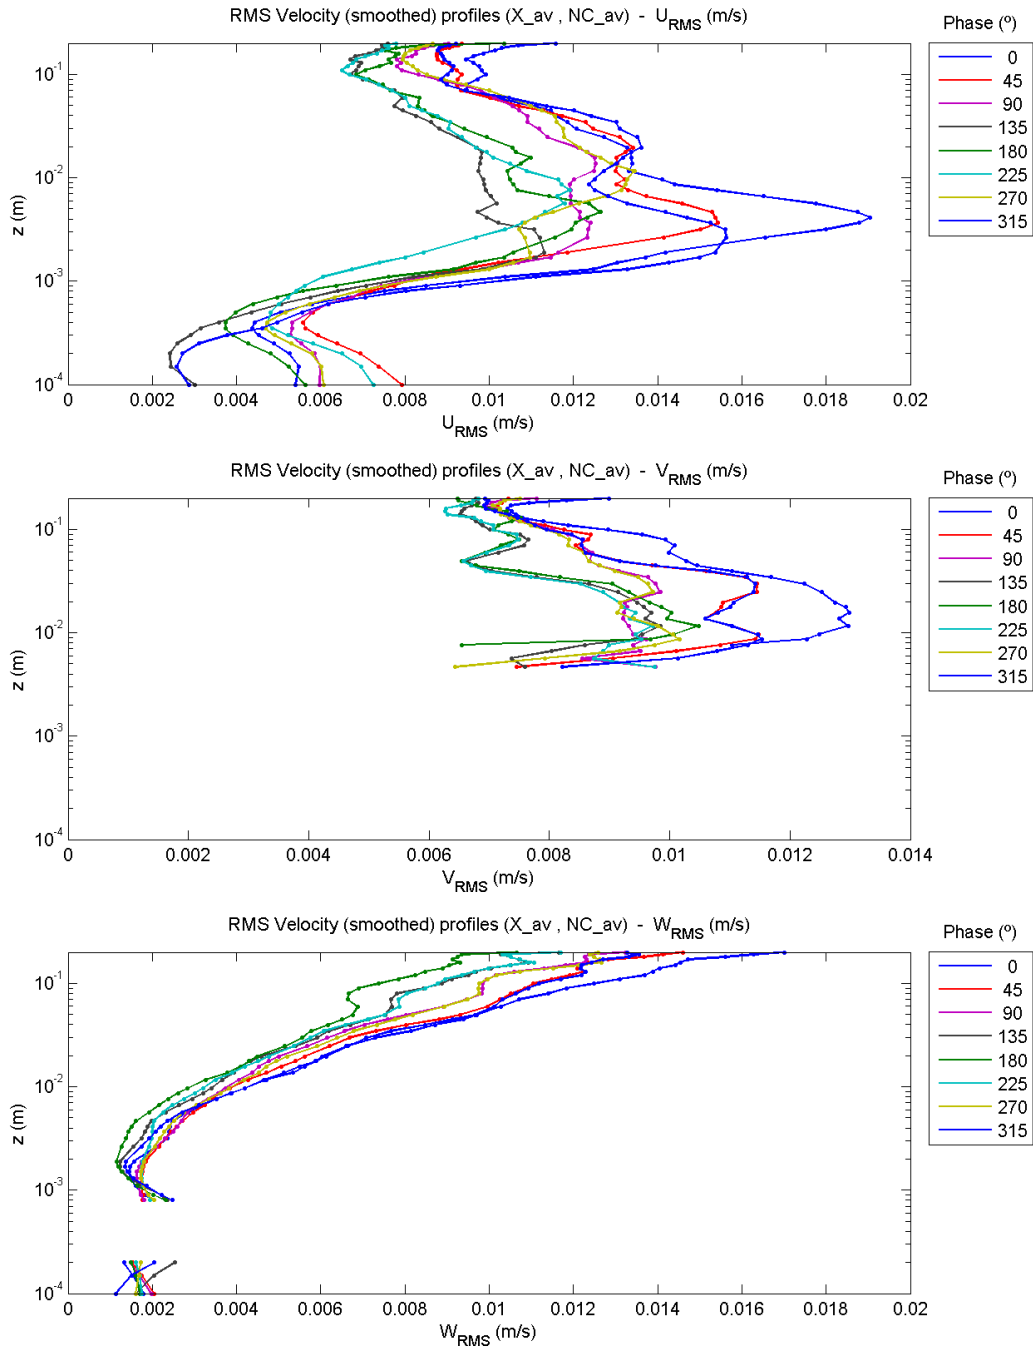 RMS Velocity (smoothed) profiles (X_av , NC_av) - U_RMS (m/s)
Phase (º)
0
45
90
135
180
225
270
315
z (m)
10^-1
10^-2
10^-3
10^-4
0 0.002 0.004 0.006 0.008 0.01 0.012 0.014 0.016 0.018 0.02
U_RMS (m/s)
RMS Velocity (smoothed) profiles (X_av , NC_av) - V_RMS (m/s)
Phase (º)
0
45
90
135
180
225
270
315
z (m)
10^-1
10^-2
10^-3
10^-4
0 0.002 0.004 0.006 0.008 0.01 0.012 0.014
V_RMS (m/s)
RMS Velocity (smoothed) profiles (X_av , NC_av) - W_RMS (m/s)
Phase (º)
0
45
90
135
180
225
270
315
z (m)
10^-1
10^-2
10^-3
10^-4
0 0.002 0.004 0.006 0.008 0.01 0.012 0.014 0.016 0.018 0.02
W_RMS (m/s)